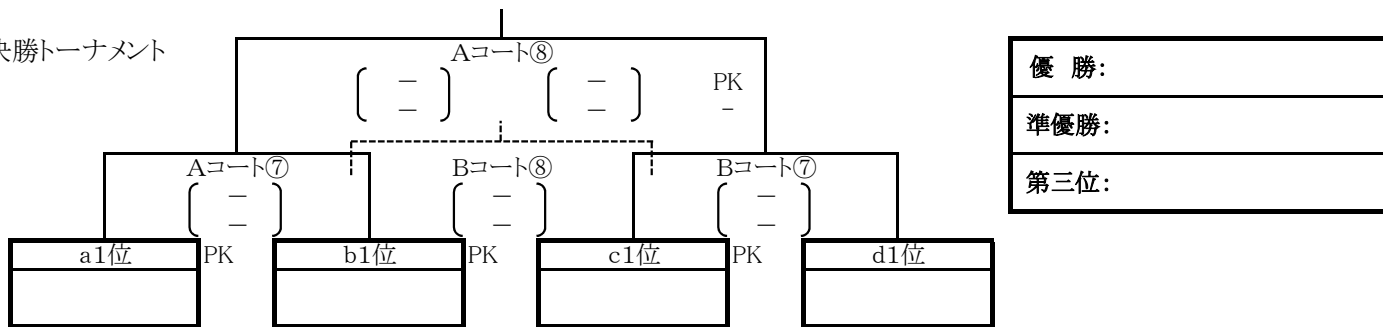 決勝トーナメント
Aコート⑧
－ －
－ －
PK
-
優 勝:
準優勝:
第三位:
Aコート⑦ Bコート⑧ Bコート⑦
－ － －
－ － －
a1位 PK b1位 PK c1位 PK d1位